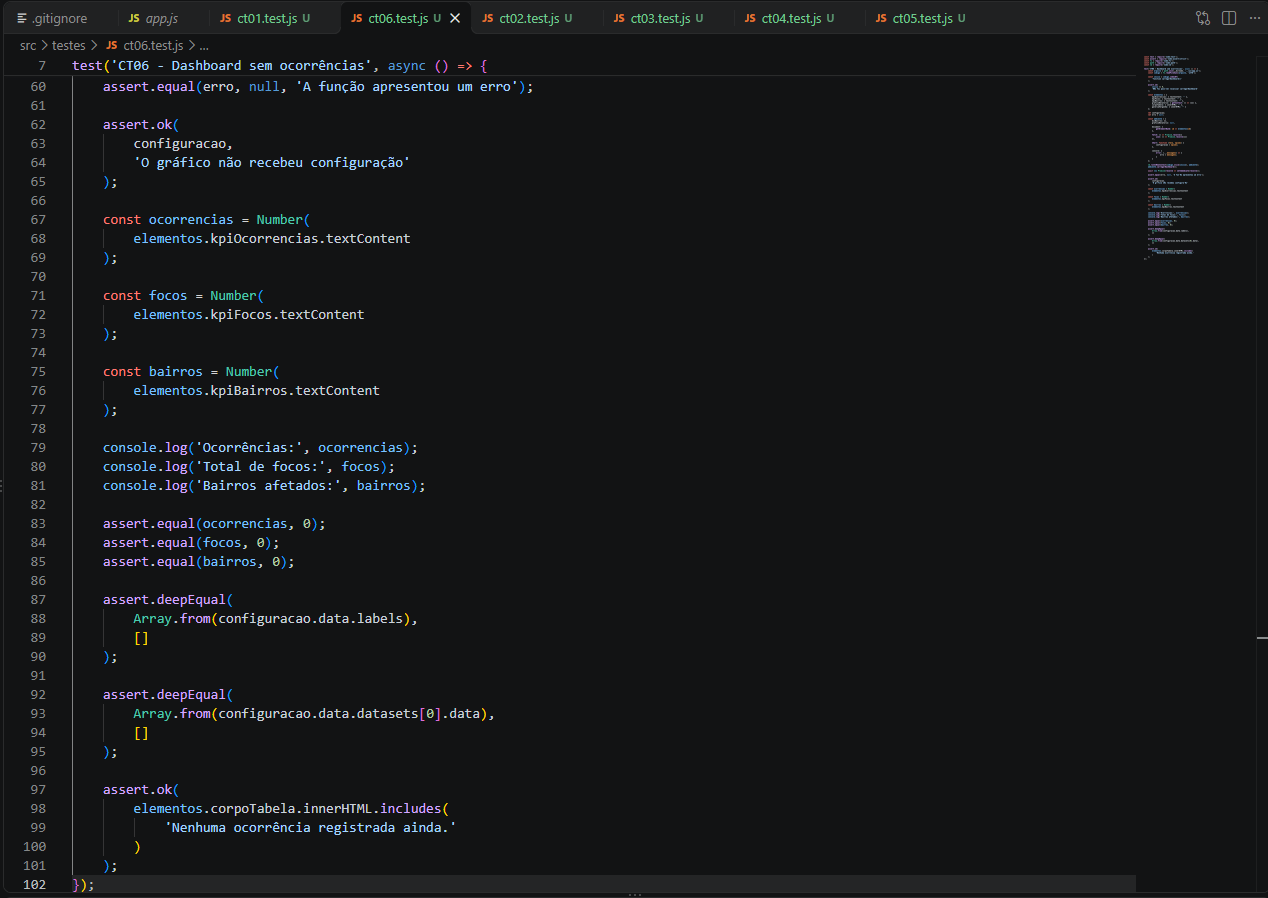 .gitignore
JS app.js
JS ct01.test.js U
JS ct06.test.js U
JS ct02.test.js U
JS ct03.test.js U
JS ct04.test.js U
JS ct05.test.js U
src > testes > JS ct06.test.js > ...
7 test('CT06 - Dashboard sem ocorrências', async () => {
60 assert.equal(erro, null, 'A função apresentou um erro');
61
62 assert.ok(
63 configuracao,
64 'O gráfico não recebeu configuração'
65 );
66
67 const ocorrencias = Number(
68 elementos.kpiOcorrencias.textContent
69 );
70
71 const focos = Number(
72 elementos.kpiFocos.textContent
73 );
74
75 const bairros = Number(
76 elementos.kpiBairros.textContent
77 );
78
79 console.log('Ocorrências:', ocorrencias);
80 console.log('Total de focos:', focos);
81 console.log('Bairros afetados:', bairros);
82
83 assert.equal(ocorrencias, 0);
84 assert.equal(focos, 0);
85 assert.equal(bairros, 0);
86
87 assert.deepEqual(
88 Array.from(configuracao.data.labels),
89 []
90 );
91
92 assert.deepEqual(
93 Array.from(configuracao.data.datasets[0].data),
94 []
95 );
96
97 assert.ok(
98 elementos.corpoTabela.innerHTML.includes(
99 'Nenhuma ocorrência registrada ainda.'
100 )
101 );
102 });